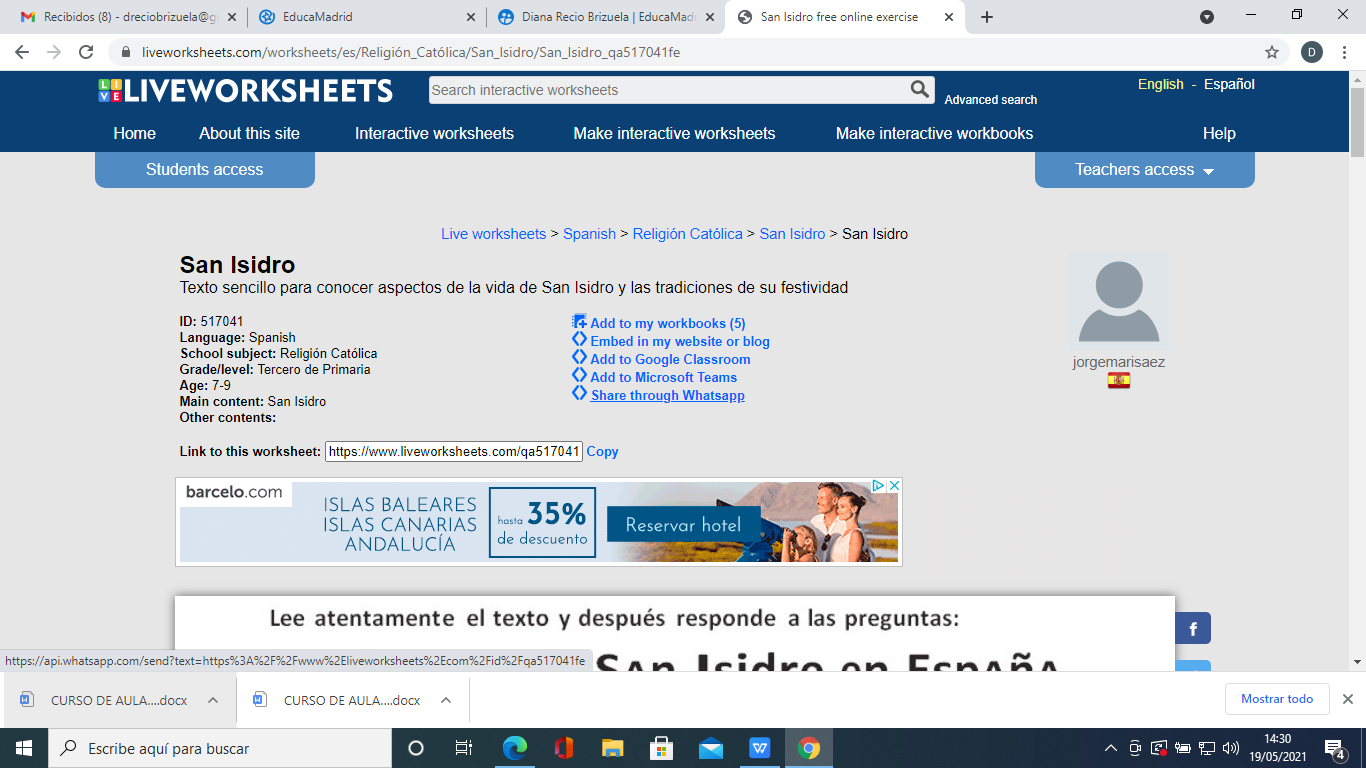 Recibidos (8) - dreciobrizuela@g
EducaMadrid
Diana Recio Brizuela | EducaMad
San Isidro free online exercise
liveworksheets.com/worksheets/es/Religión_Católica/San_Isidro/San_Isidro_qa517041fe
D
LIVE LIVEWORKSHEETS
Search interactive worksheets
Advanced search
English - Español
Home
About this site
Interactive worksheets
Make interactive worksheets
Make interactive workbooks
Help
Students access
Teachers access
Live worksheets > Spanish > Religión Católica > San Isidro > San Isidro
San Isidro
Texto sencillo para conocer aspectos de la vida de San Isidro y las tradiciones de su festividad
ID: 517041
Language: Spanish
School subject: Religión Católica
Grade/level: Tercero de Primaria
Age: 7-9
Main content: San Isidro
Other contents:
Add to my workbooks (5)
Embed in my website or blog
Add to Google Classroom
Add to Microsoft Teams
Share through Whatsapp
jorgemarisaez
Link to this worksheet: https://www.liveworksheets.com/qa517041 Copy
barcelo.com
ISLAS BALEARES
ISLAS CANARIAS
ANDALUCÍA
hasta 35%
de descuento
Reservar hotel
Lee atentamente el texto y después responde a las preguntas:
San Isidro en España
f
https://api.whatsapp.com/send?text=https%3A%2F%2Fwww%2Eliveworksheets%2Ecom%2Fid%2Fqa517041fe
CURSO DE AULA....docx
CURSO DE AULA....docx
Mostrar todo
Escribe aquí para buscar
W
14:30
19/05/2021
4